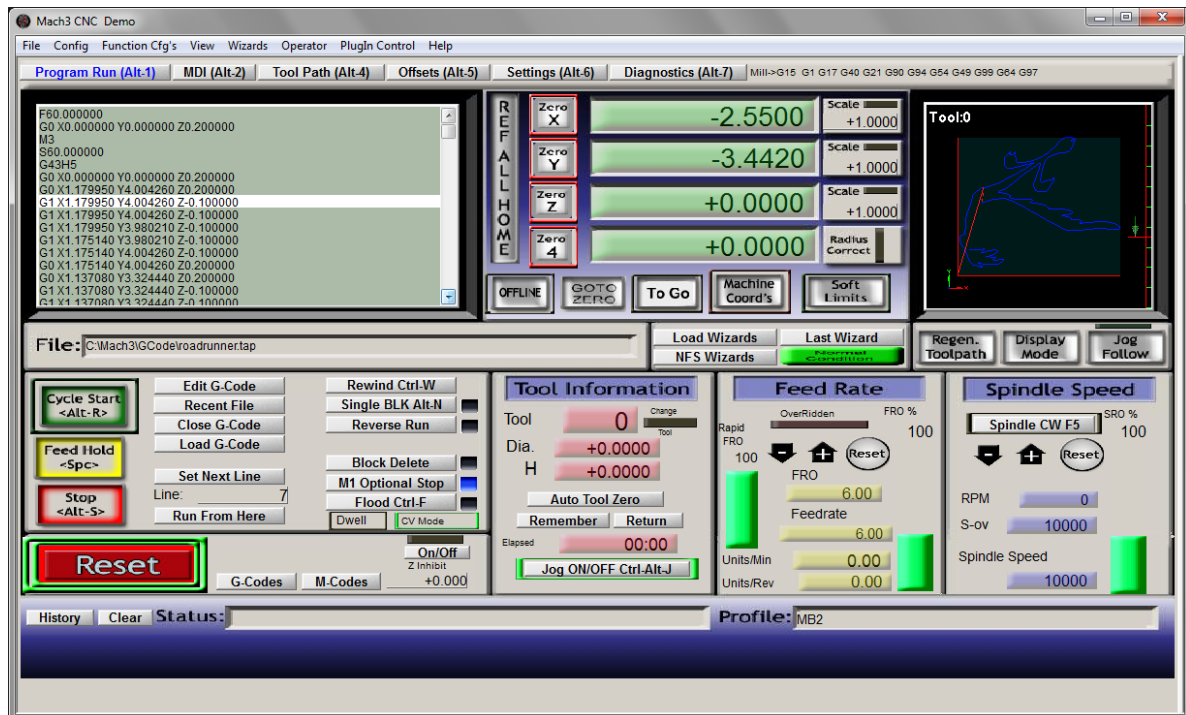 Mach3 CNC Demo
File Config Function Cfg's View Wizards Operator PlugIn Control Help
Program Run (Alt-1) MDI (Alt-2) Tool Path (Alt-4) Offsets (Alt-5) Settings (Alt-6) Diagnostics (Alt-7) Mill->G15 G1 G17 G40 G21 G90 G94 G54 G49 G99 G64 G97
F60.000000
G0 X0.000000 Y0.000000 Z0.200000
M3
S60.000000
G43H5
G0 X0.000000 Y0.000000 Z0.200000
G0 X1.179950 Y4.004260 Z0.200000
G1 X1.179950 Y4.004260 Z-0.100000
G1 X1.179950 Y4.004260 Z-0.100000
G1 X1.179950 Y3.980210 Z-0.100000
G1 X1.175140 Y3.980210 Z-0.100000
G1 X1.175140 Y4.004260 Z-0.100000
G0 X1.175140 Y4.004260 Z0.200000
G0 X1.137080 Y3.324440 Z0.200000
G1 X1.137080 Y3.324440 Z-0.100000
G1 X1.137080 Y3.324440 Z-0.100000
REF ALL HOME
Zero X -2.5500 Scale +1.0000
Zero Y -3.4420 Scale +1.0000
Zero Z +0.0000 Scale +1.0000
Zero 4 +0.0000 Radius Correct
OFFLINE GOTO ZERO To Go Machine Coord's Soft Limits
Tool:0
File: C:\Mach3\GCode\roadrunner.tap
Load Wizards Last Wizard
NFS Wizards Normal Condition
Regen. Toolpath Display Mode Jog Follow
Cycle Start <Alt-R>
Feed Hold <Spc>
Stop <Alt-S>
Edit G-Code
Recent File
Close G-Code
Load G-Code
Set Next Line
Line: 7
Run From Here
Rewind Ctrl-W
Single BLK Alt-N
Reverse Run
Block Delete
M1 Optional Stop
Flood Ctrl-F
Dwell CV Mode
Reset
G-Codes M-Codes
On/Off
Z Inhibit
+0.000
Tool Information
Tool 0 Change Tool
Dia. +0.0000
H +0.0000
Auto Tool Zero
Remember Return
Elapsed 00:00
Jog ON/OFF Ctrl-Alt-J
Feed Rate
OverRidden FRO % 100
Rapid FRO 100
Reset
FRO
6.00
Feedrate
6.00
Units/Min 0.00
Units/Rev 0.00
Spindle Speed
Spindle CW F5 SRO % 100
Reset
RPM 0
S-ov 10000
Spindle Speed
10000
History Clear Status:
Profile: MB2